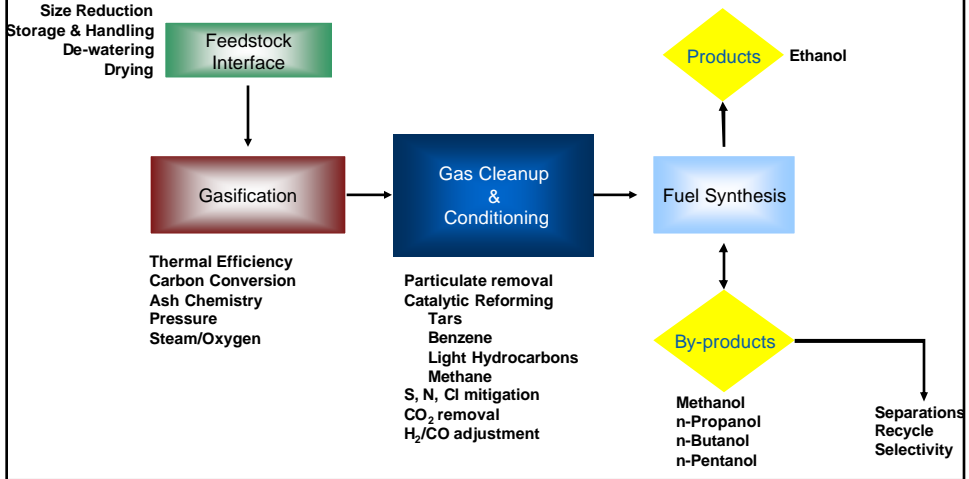 Size Reduction
Storage & Handling
De-watering
Drying
Feedstock
Interface
Products
Ethanol
Gasification
Gas Cleanup
&
Conditioning
Fuel Synthesis
Thermal Efficiency
Carbon Conversion
Ash Chemistry
Pressure
Steam/Oxygen
Particulate removal
Catalytic Reforming
Tars
Benzene
Light Hydrocarbons
Methane
S, N, Cl mitigation
CO₂ removal
H₂/CO adjustment
By-products
Methanol
n-Propanol
n-Butanol
n-Pentanol
Separations
Recycle
Selectivity